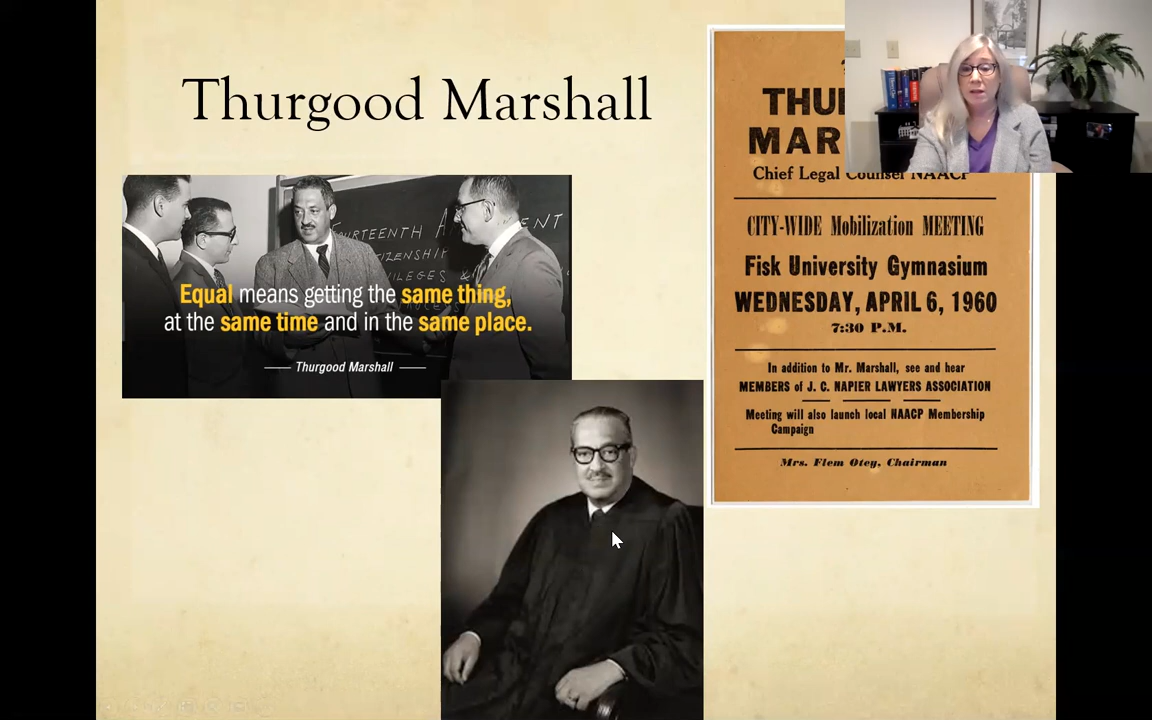 Thurgood Marshall
FOURTEENTH A ENT
Equal means getting the same thing,
at the same time and in the same place.
Thurgood Marshall
THU
MAR
Chief Legal Counsel NAACP
CITY-WIDE Mobilization MEETING
Fisk University Gymnasium
WEDNESDAY, APRIL 6, 1960
7:30 P.M.
In addition to Mr. Marshall, see and hear
MEMBERS of J. C. NAPIER LAWYERS ASSOCIATION
Meeting will also launch local NAACP Membership
Campaign
Mrs. Flem Otey, Chairman